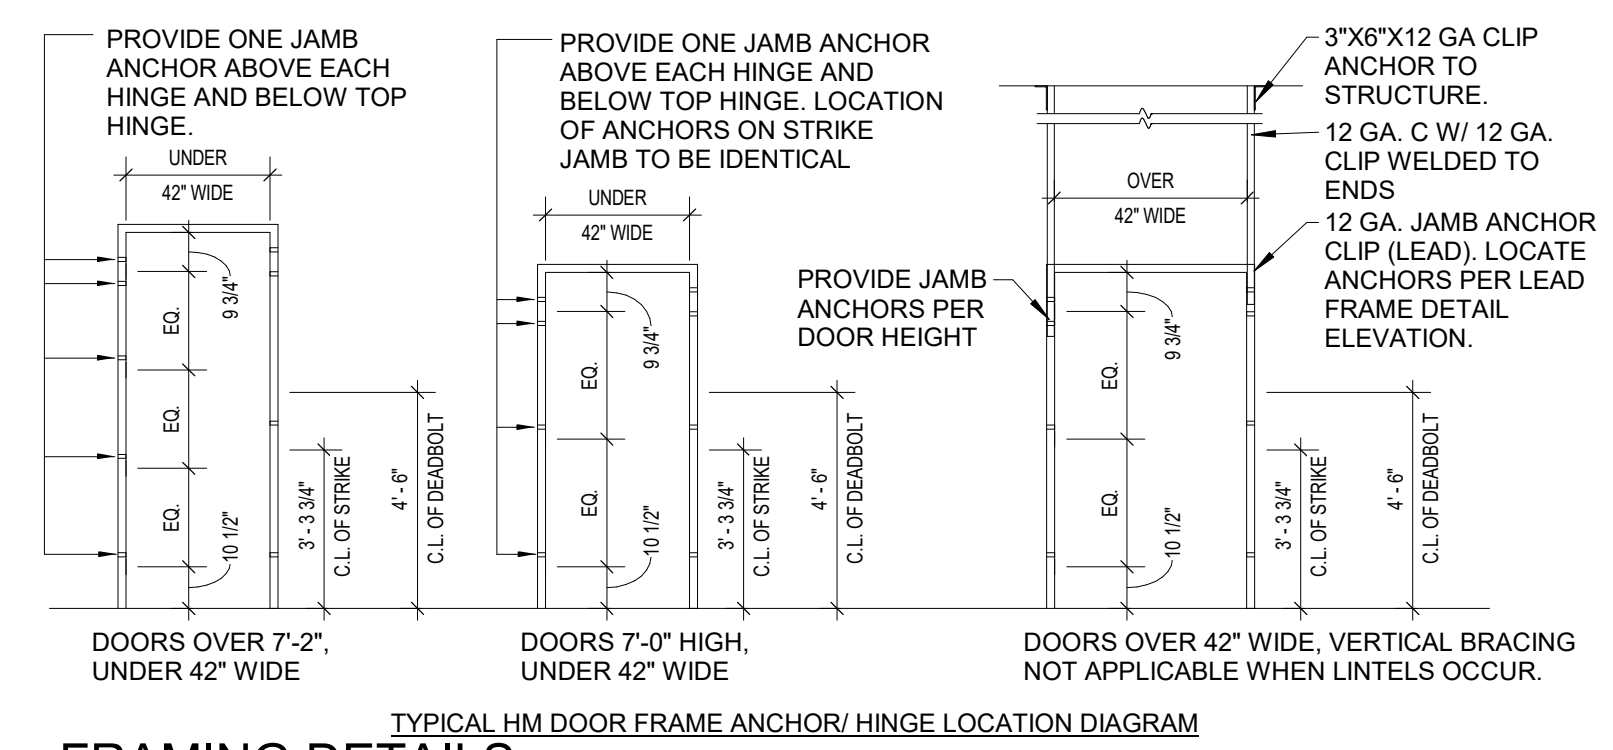 PROVIDE ONE JAMB
ANCHOR ABOVE EACH
HINGE AND BELOW TOP
HINGE.
UNDER
42" WIDE
9 3/4"
EQ.
EQ.
EQ.
10 1/2"
3' - 3 3/4"
C.L. OF STRIKE
4' - 6"
C.L. OF DEADBOLT
DOORS OVER 7'-2",
UNDER 42" WIDE
PROVIDE ONE JAMB ANCHOR
ABOVE EACH HINGE AND
BELOW TOP HINGE. LOCATION
OF ANCHORS ON STRIKE
JAMB TO BE IDENTICAL
UNDER
42" WIDE
9 3/4"
EQ.
EQ.
10 1/2"
3' - 3 3/4"
C.L. OF STRIKE
4' - 6"
C.L. OF DEADBOLT
DOORS 7'-0" HIGH,
UNDER 42" WIDE
3"X6"X12 GA CLIP
ANCHOR TO
STRUCTURE.
12 GA. C W/ 12 GA.
CLIP WELDED TO
ENDS
12 GA. JAMB ANCHOR
CLIP (LEAD). LOCATE
ANCHORS PER LEAD
FRAME DETAIL
ELEVATION.
OVER
42" WIDE
PROVIDE JAMB
ANCHORS PER
DOOR HEIGHT
9 3/4"
EQ.
EQ.
10 1/2"
3' - 3 3/4"
C.L. OF STRIKE
4' - 6"
C.L. OF DEADBOLT
DOORS OVER 42" WIDE, VERTICAL BRACING
NOT APPLICABLE WHEN LINTELS OCCUR.
TYPICAL HM DOOR FRAME ANCHOR/ HINGE LOCATION DIAGRAM
FRAMING DETAILS